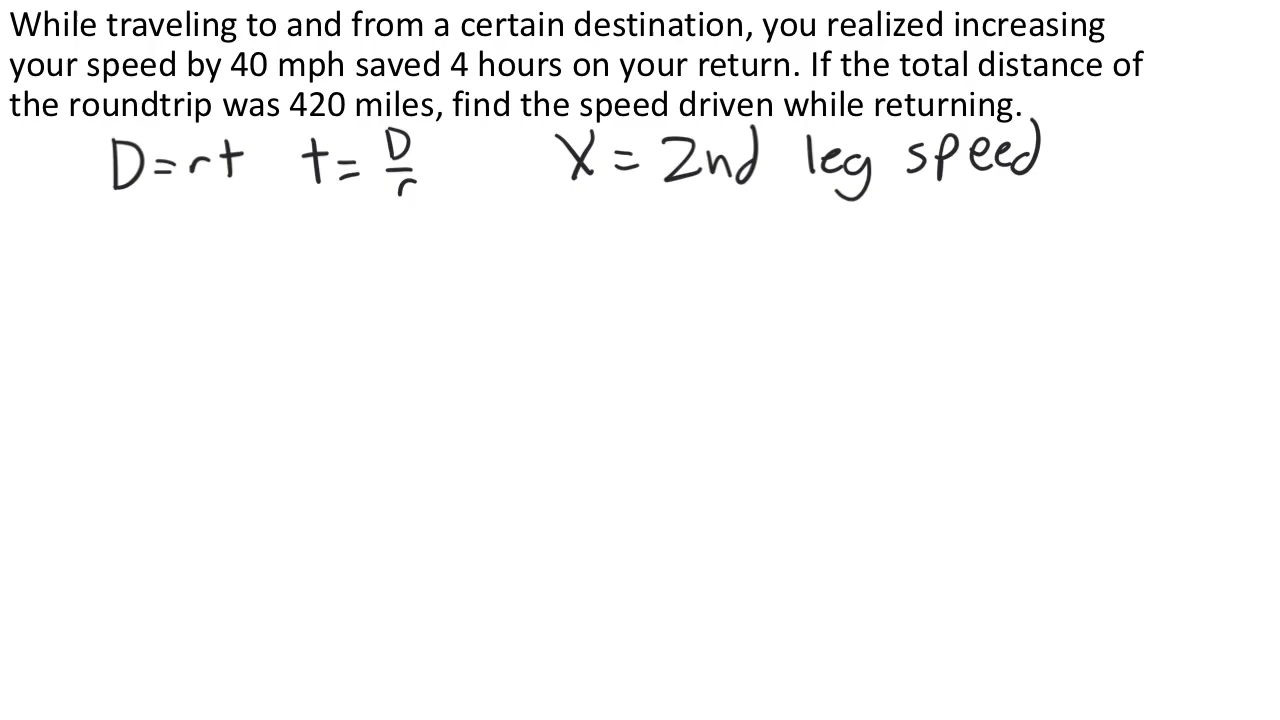 While traveling to and from a certain destination, you realized increasing
your speed by 40 mph saved 4 hours on your return. If the total distance of
the roundtrip was 420 miles, find the speed driven while returning.
D=rt t=D/r X=2nd leg speed